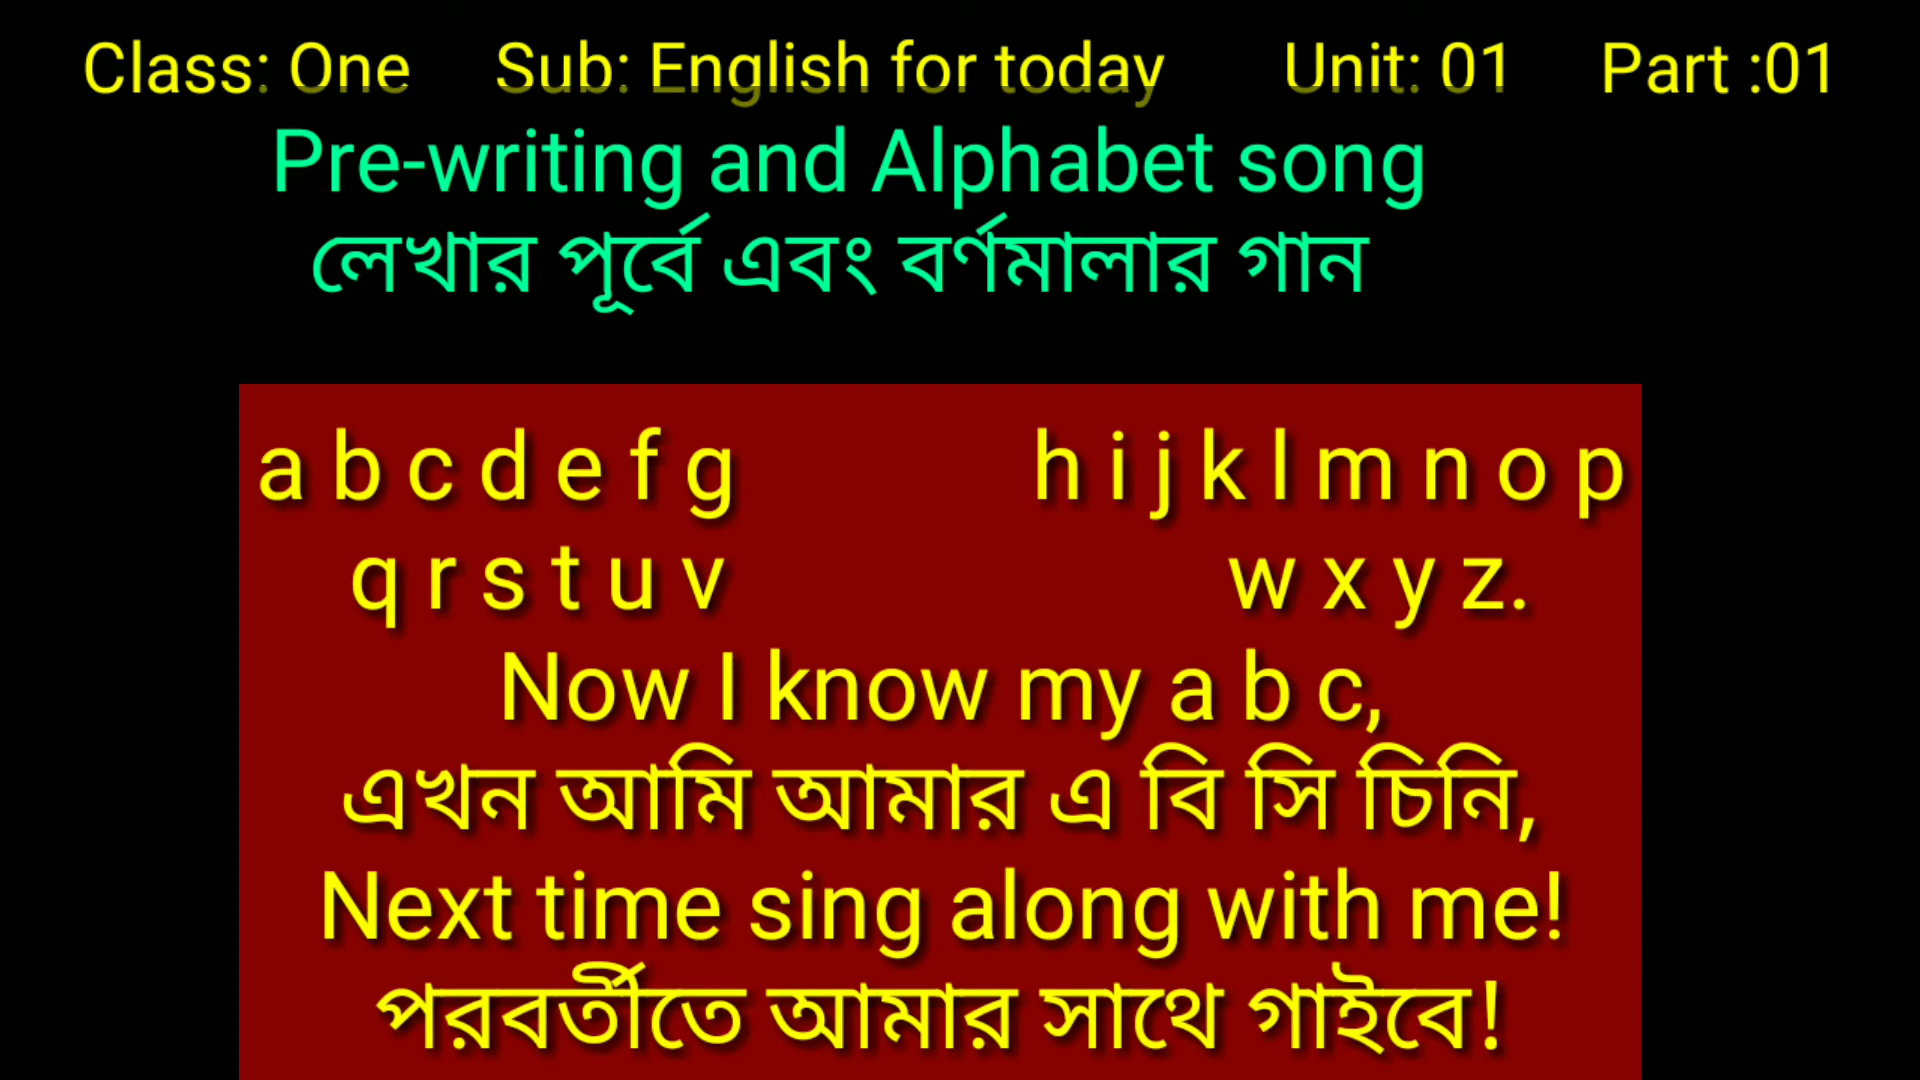 Class: One Sub: English for today Unit: 01 Part :01
Pre-writing and Alphabet song
লেখার পূর্বে এবং বর্ণমালার গান
a b c d e f g h i j k l m n o p
q r s t u v w x y z.
Now I know my a b c,
এখন আমি আমার এ বি সি চিনি,
Next time sing along with me!
পরবর্তীতে আমার সাথে গাইবে!